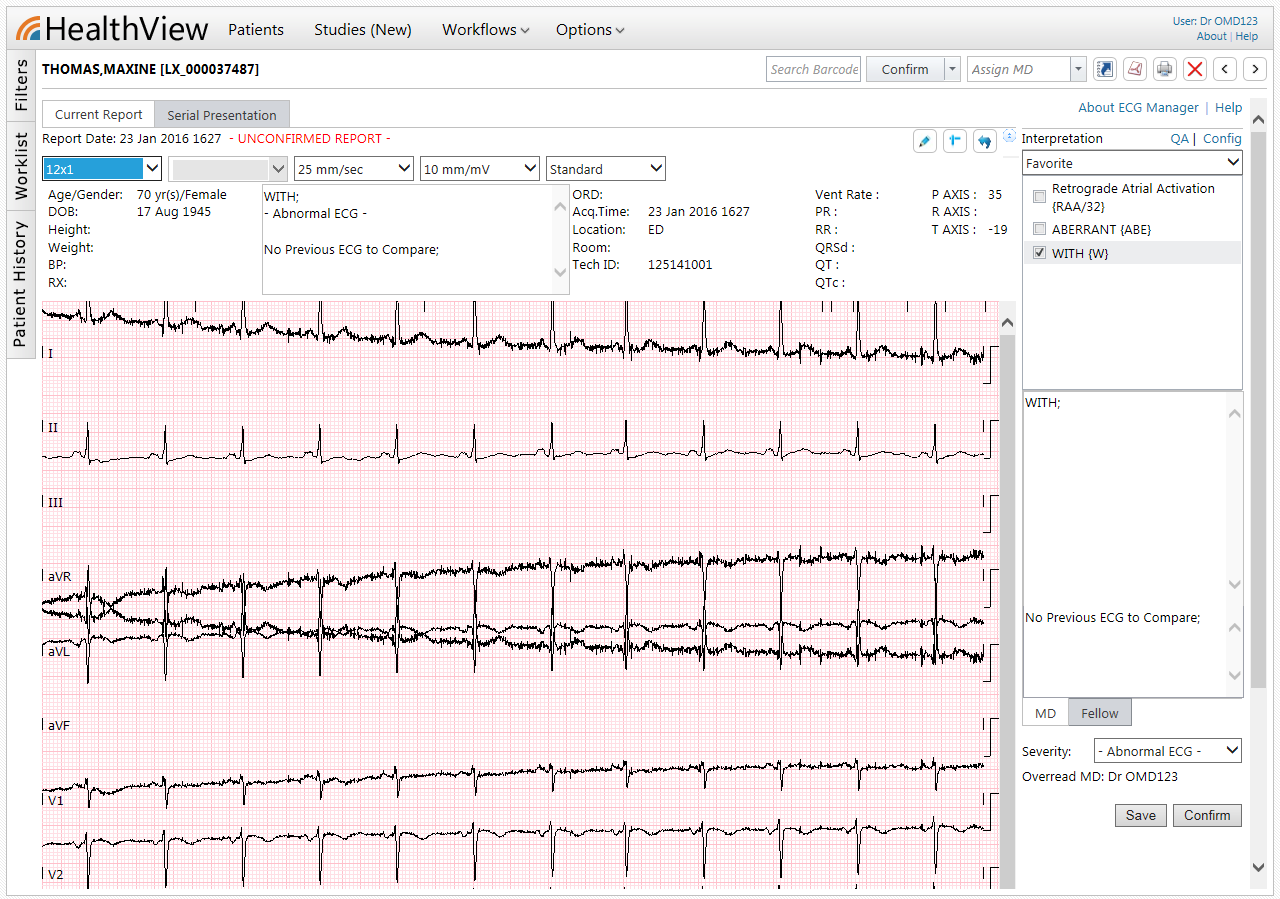 HealthView
Patients
Studies (New)
Workflows
Options
User: Dr OMD123
About | Help
Filters
Worklist
Patient History
THOMAS,MAXINE [LX_000037487]
Search Barcode
Confirm
Assign MD
Current Report
Serial Presentation
About ECG Manager | Help
Report Date: 23 Jan 2016 1627 - UNCONFIRMED REPORT -
12x1
25 mm/sec
10 mm/mV
Standard
Age/Gender: 70 yr(s)/Female
DOB: 17 Aug 1945
Height:
Weight:
BP:
RX:
WITH;
- Abnormal ECG -
No Previous ECG to Compare;
ORD:
Acq.Time: 23 Jan 2016 1627
Location: ED
Room:
Tech ID: 125141001
Vent Rate :
PR :
RR :
QRSd :
QT :
QTc :
P AXIS : 35
R AXIS :
T AXIS : -19
I
II
III
aVR
aVL
aVF
V1
V2
Interpretation
QA | Config
Favorite
Retrograde Atrial Activation
{RAA/32}
ABERRANT {ABE}
WITH {W}
WITH;
No Previous ECG to Compare;
MD
Fellow
Severity: - Abnormal ECG -
Overread MD: Dr OMD123
Save
Confirm